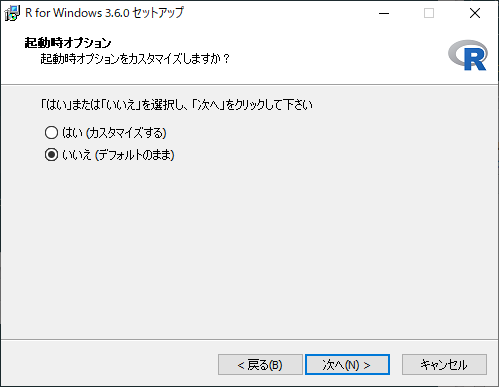 R for Windows 3.6.0 セットアップ
起動時オプション
起動時オプションをカスタマイズしますか？
「はい」または「いいえ」を選択し、「次へ」をクリックして下さい
はい (カスタマイズする)
いいえ (デフォルトのまま)
< 戻る(B)
次へ(N) >
キャンセル